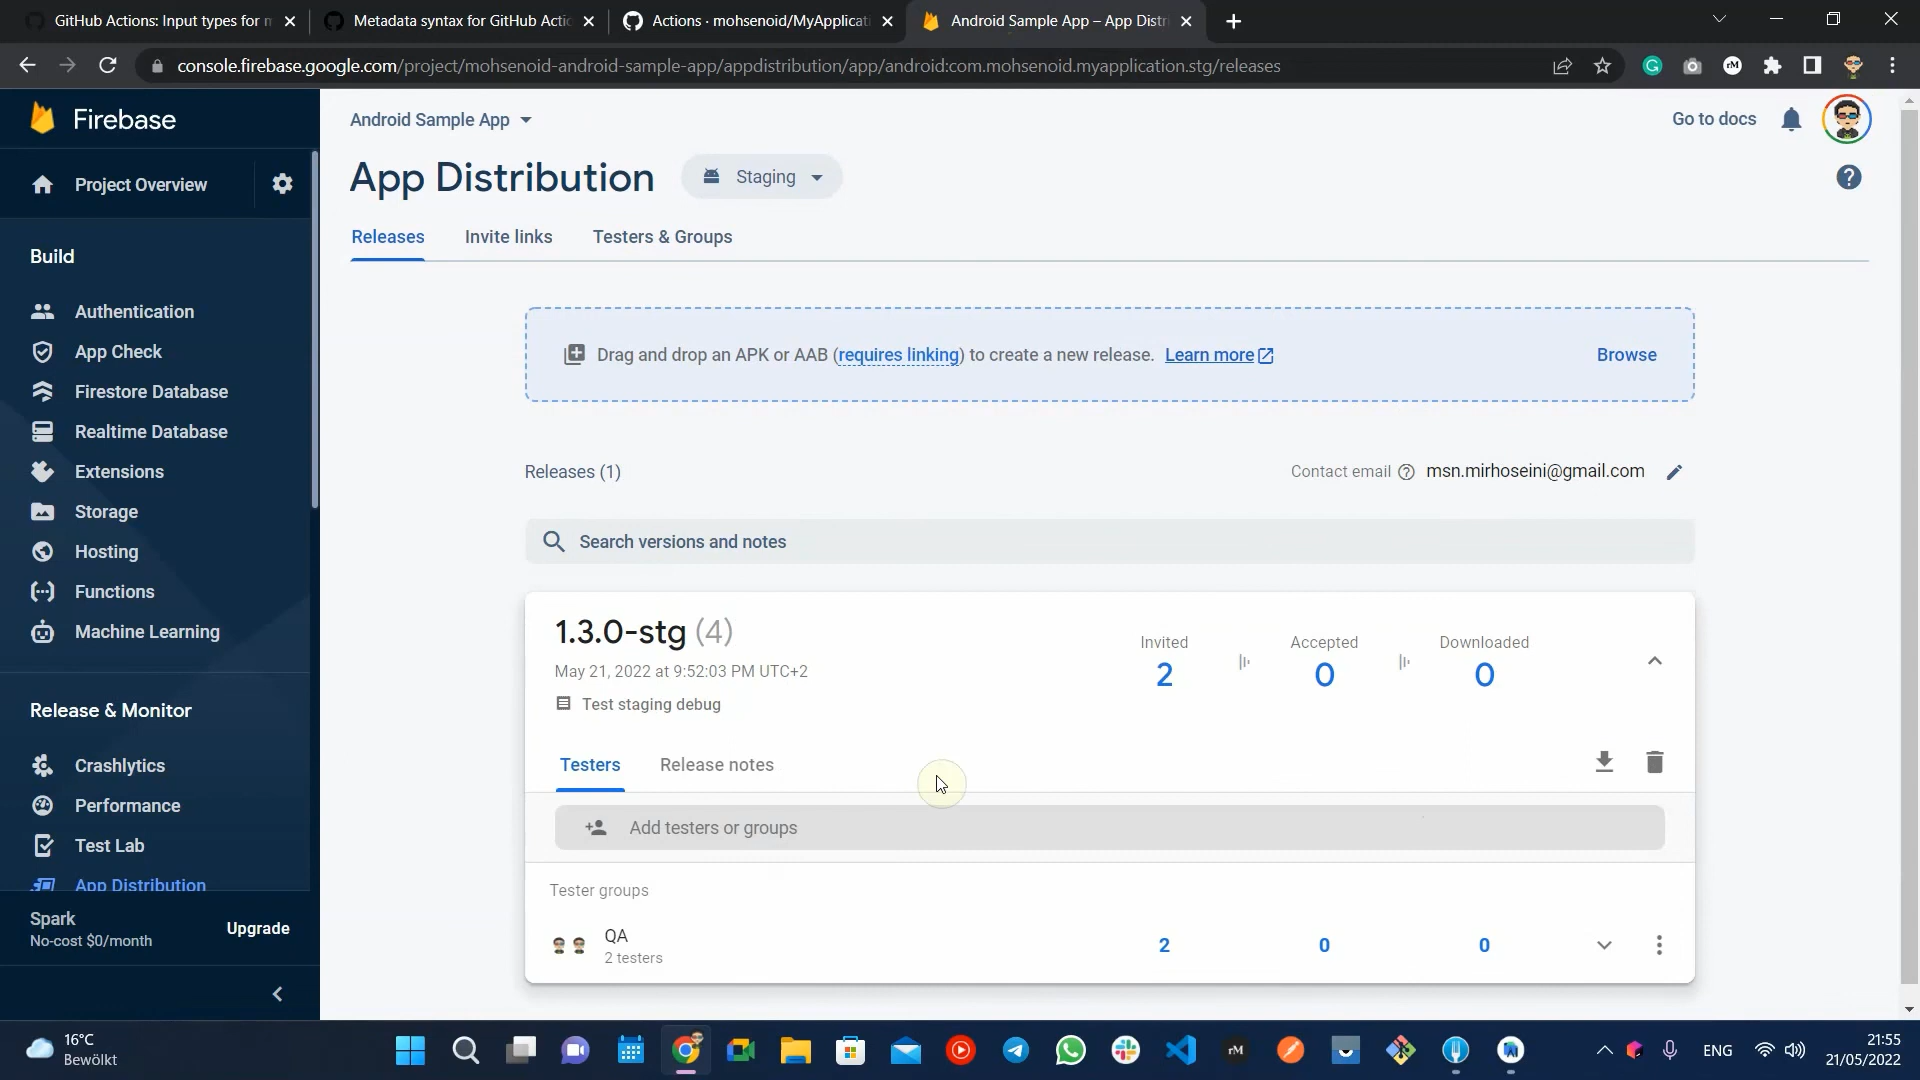 GitHub Actions: Input types for m
Metadata syntax for GitHub Actio
Actions · mohsenoid/MyApplicati
Android Sample App – App Distri
console.firebase.google.com/project/mohsenoid-android-sample-app/appdistribution/app/android:com.mohsenoid.myapplication.stg/releases
Firebase
Android Sample App
Go to docs
Project Overview
App Distribution
Staging
Releases
Invite links
Testers & Groups
Build
Authentication
App Check
Firestore Database
Realtime Database
Extensions
Storage
Hosting
Functions
Machine Learning
Release & Monitor
Crashlytics
Performance
Test Lab
App Distribution
Spark
No-cost $0/month
Upgrade
Drag and drop an APK or AAB (requires linking) to create a new release. Learn more
Browse
Releases (1)
Contact email
msn.mirhoseini@gmail.com
Search versions and notes
1.3.0-stg (4)
May 21, 2022 at 9:52:03 PM UTC+2
Test staging debug
Invited
2
Accepted
0
Downloaded
0
Testers
Release notes
Add testers or groups
Tester groups
QA
2 testers
2
0
0
16°C
Bewölkt
rM
ENG
21:55
21/05/2022